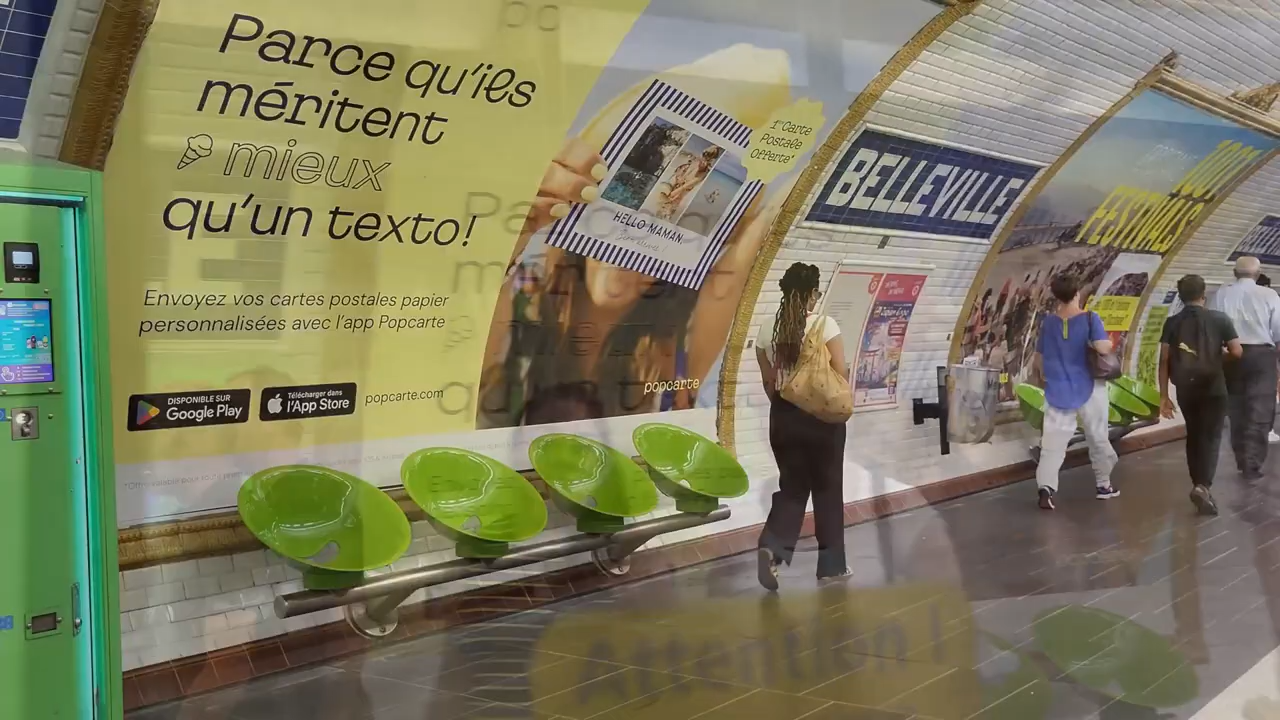 Parce qu'ils
méritent
mieux
qu'un texto!
Envoyez vos cartes postales papier
personnalisées avec l'app Popcarte
DISPONIBLE SUR
Google Play
Télécharger dans
l'App Store
popcarte.com
1ère Carte
Postale
Offerte*
HELLO MAMAN,
popcarte
BELLEVILLE
1001
FESTIVALS
Attention !